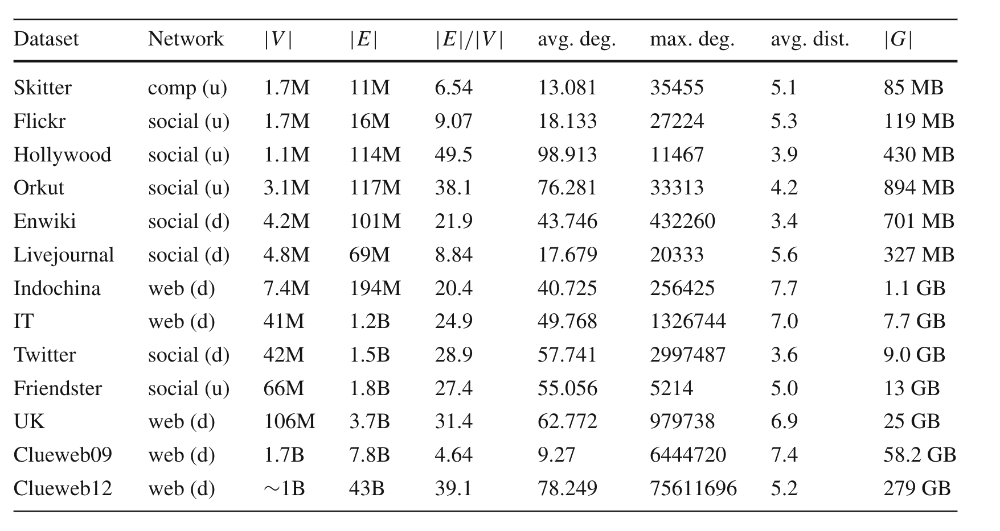 Dataset Network |V| |E| |E|/|V| avg. deg. max. deg. avg. dist. |G|
Skitter comp (u) 1.7M 11M 6.54 13.081 35455 5.1 85 MB
Flickr social (u) 1.7M 16M 9.07 18.133 27224 5.3 119 MB
Hollywood social (u) 1.1M 114M 49.5 98.913 11467 3.9 430 MB
Orkut social (u) 3.1M 117M 38.1 76.281 33313 4.2 894 MB
Enwiki social (d) 4.2M 101M 21.9 43.746 432260 3.4 701 MB
Livejournal social (d) 4.8M 69M 8.84 17.679 20333 5.6 327 MB
Indochina web (d) 7.4M 194M 20.4 40.725 256425 7.7 1.1 GB
IT web (d) 41M 1.2B 24.9 49.768 1326744 7.0 7.7 GB
Twitter social (d) 42M 1.5B 28.9 57.741 2997487 3.6 9.0 GB
Friendster social (u) 66M 1.8B 27.4 55.056 5214 5.0 13 GB
UK web (d) 106M 3.7B 31.4 62.772 979738 6.9 25 GB
Clueweb09 web (d) 1.7B 7.8B 4.64 9.27 6444720 7.4 58.2 GB
Clueweb12 web (d) ∼1B 43B 39.1 78.249 75611696 5.2 279 GB